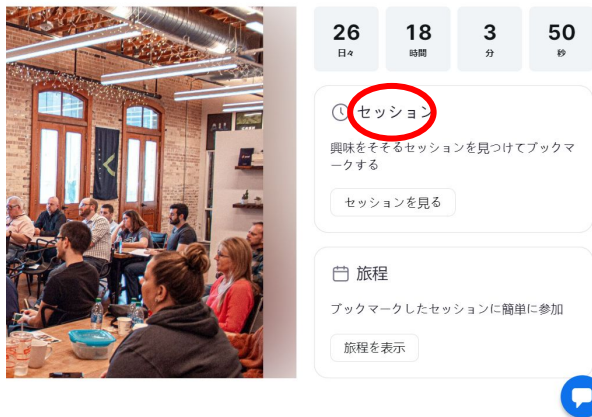 26 18 3 50
日々 時間 分 秒
セッション
興味をそそるセッションを見つけてブックマ
ークする
セッションを見る
旅程
ブックマークしたセッションに簡単に参加
旅程を表示